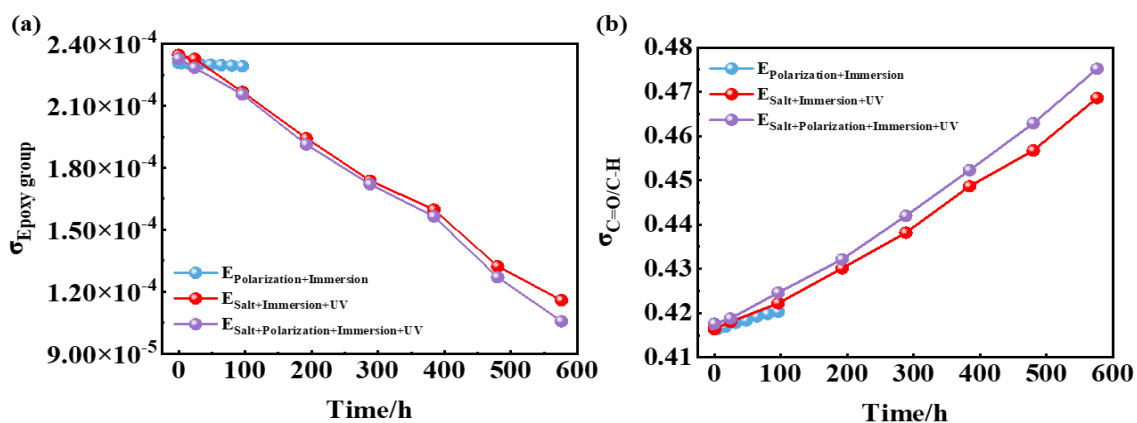 (a)
2.40×10⁻⁴
2.10×10⁻⁴
1.80×10⁻⁴
1.50×10⁻⁴
1.20×10⁻⁴
9.00×10⁻⁵
σEpoxy group
EPolarization+Immersion
ESalt+Immersion+UV
ESalt+Polarization+Immersion+UV
0 100 200 300 400 500 600
Time/h
(b)
0.48
0.47
0.46
0.45
0.44
0.43
0.42
0.41
σC=O/C-H
EPolarization+Immersion
ESalt+Immersion+UV
ESalt+Polarization+Immersion+UV
0 100 200 300 400 500 600
Time/h